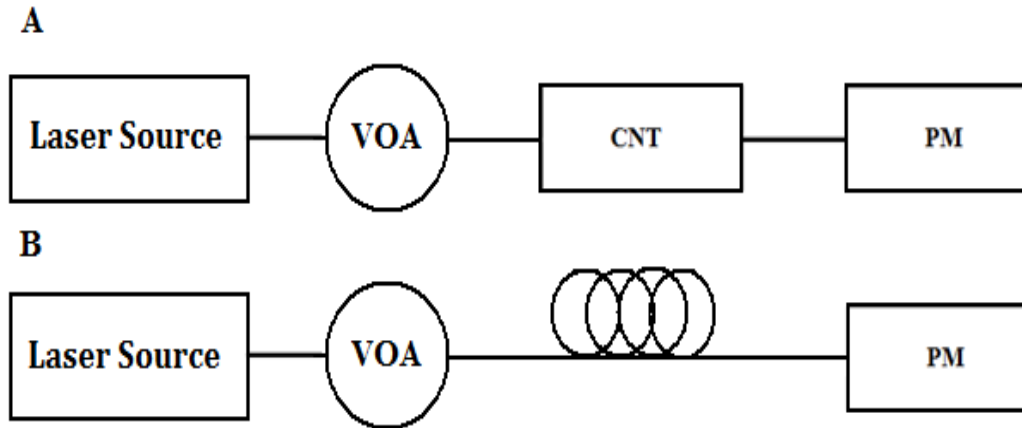 A
Laser Source VOA CNT PM
B
Laser Source VOA PM